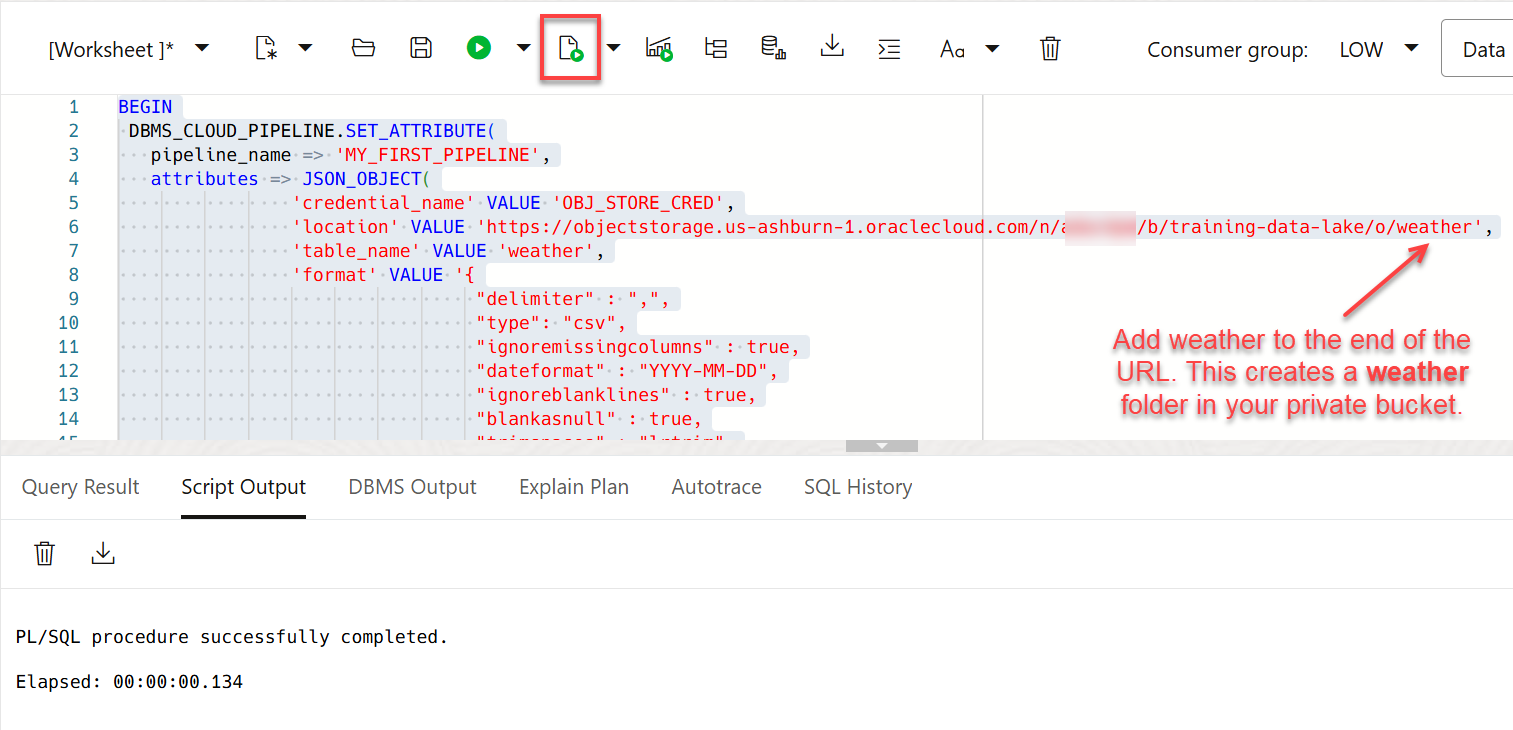 [Worksheet ]* Aa Consumer group: LOW Data
1 BEGIN
2 DBMS_CLOUD_PIPELINE.SET_ATTRIBUTE(
3 pipeline_name => 'MY_FIRST_PIPELINE',
4 attributes => JSON_OBJECT(
5 'credential_name' VALUE 'OBJ_STORE_CRED',
6 'location' VALUE 'https://objectstorage.us-ashburn-1.oraclecloud.com/n/ /b/training-data-lake/o/weather',
7 'table_name' VALUE 'weather',
8 'format' VALUE '{
9 "delimiter" : ",",
10 "type": "csv",
11 "ignoremissingcolumns" : true,
12 "dateformat" : "YYYY-MM-DD",
13 "ignoreblanklines" : true,
14 "blankasnull" : true,
Add weather to the end of the
URL. This creates a weather
folder in your private bucket.
Query Result Script Output DBMS Output Explain Plan Autotrace SQL History
PL/SQL procedure successfully completed.
Elapsed: 00:00:00.134